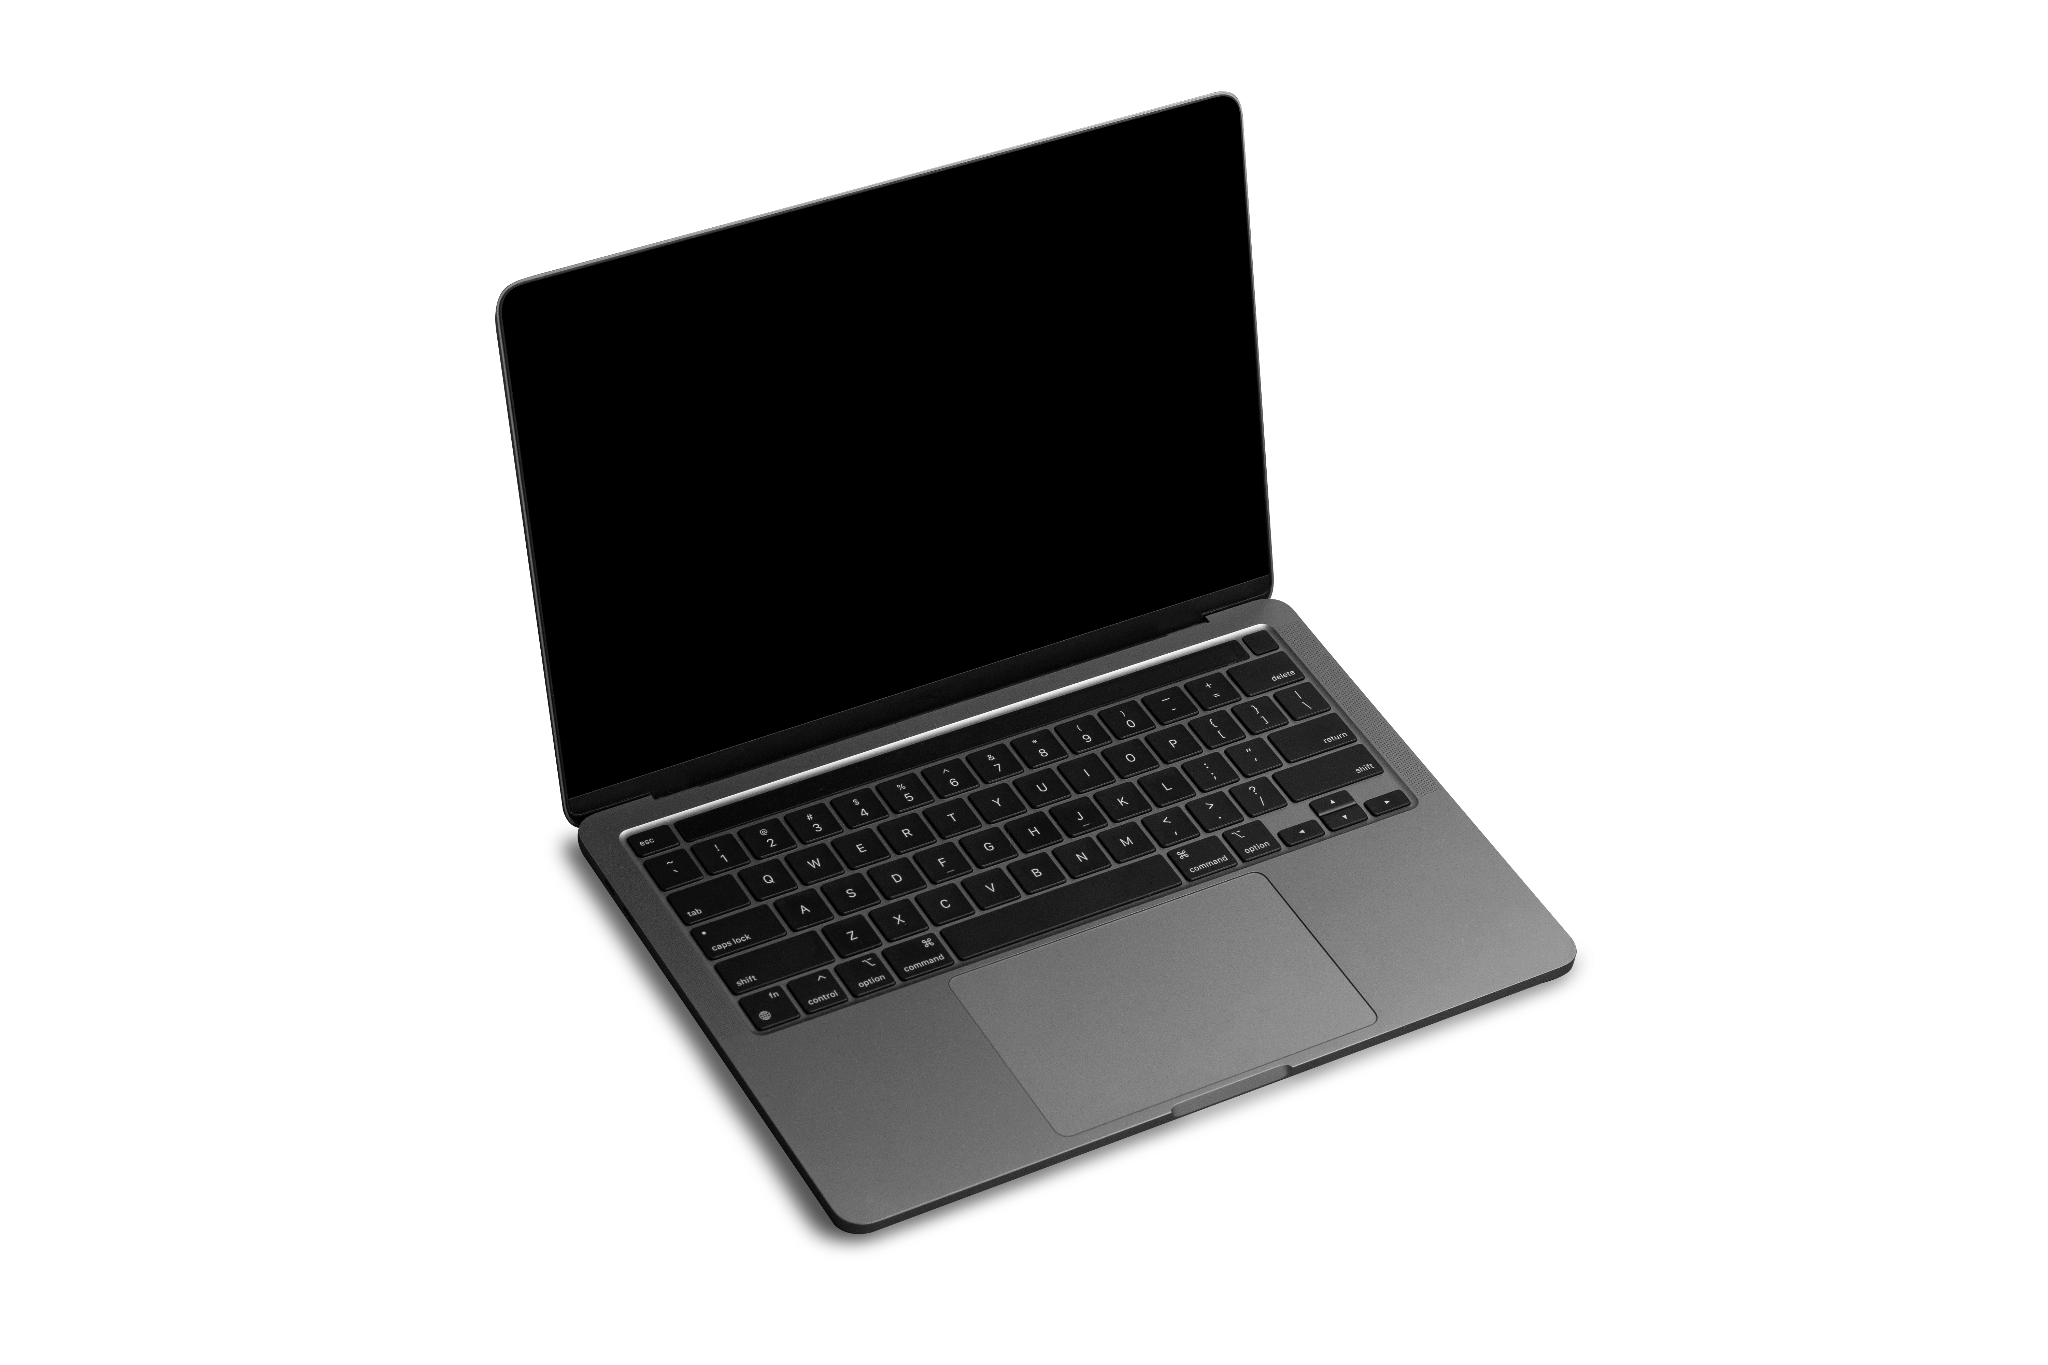 esc
~ ! @ # $ % ^ & * ( ) — +
` 1 2 3 4 5 6 7 8 9 0 - = delete
tab Q W E R T Y U I O P { [ } ] | \
caps lock A S D F G H J K L : ; " ' return
shift Z X C V B N M < , > . ? / shift
fn control option command command option